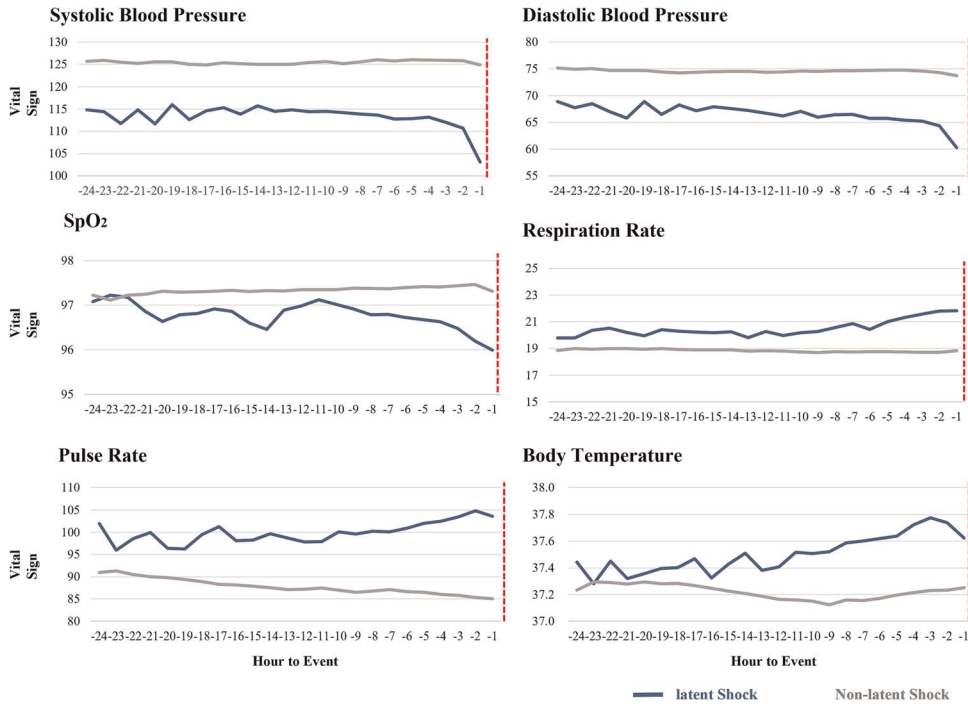 Systolic Blood Pressure
Diastolic Blood Pressure
Vital
Sign
130
125
120
115
110
105
100
-24 -23 -22 -21 -20 -19 -18 -17 -16 -15 -14 -13 -12 -11 -10 -9 -8 -7 -6 -5 -4 -3 -2 -1
80
75
70
65
60
55
-24 -23 -22 -21 -20 -19 -18 -17 -16 -15 -14 -13 -12 -11 -10 -9 -8 -7 -6 -5 -4 -3 -2 -1
SpO2
Respiration Rate
Vital
Sign
98
97
96
95
-24 -23 -22 -21 -20 -19 -18 -17 -16 -15 -14 -13 -12 -11 -10 -9 -8 -7 -6 -5 -4 -3 -2 -1
25
23
21
19
17
15
-24 -23 -22 -21 -20 -19 -18 -17 -16 -15 -14 -13 -12 -11 -10 -9 -8 -7 -6 -5 -4 -3 -2 -1
Pulse Rate
Body Temperature
Vital
Sign
110
105
100
95
90
85
80
-24 -23 -22 -21 -20 -19 -18 -17 -16 -15 -14 -13 -12 -11 -10 -9 -8 -7 -6 -5 -4 -3 -2 -1
Hour to Event
38.0
37.8
37.6
37.4
37.2
37.0
-24 -23 -22 -21 -20 -19 -18 -17 -16 -15 -14 -13 -12 -11 -10 -9 -8 -7 -6 -5 -4 -3 -2 -1
Hour to Event
latent Shock
Non-latent Shock